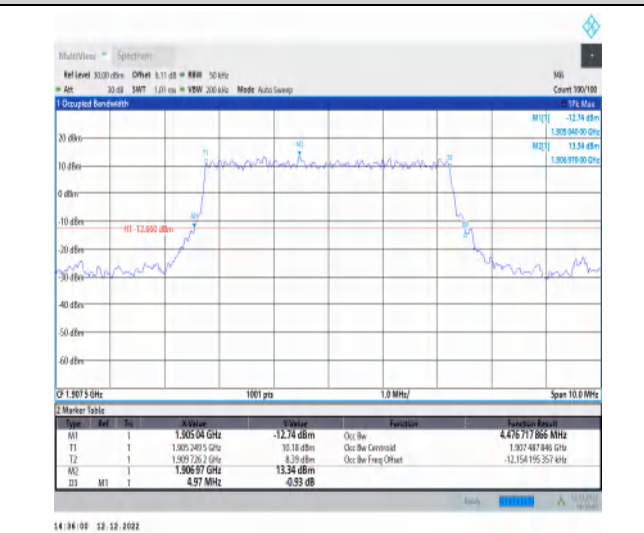 MultiView Spectrum
Ref Level 30.00 dBm Offset 8.11 dB RBW 50 kHz SGL
Att 30 dB SWT 1.01 ms VBW 200 kHz Mode Auto Sweep Count 100/100
1 Occupied Bandwidth 1Pk Max
M1[1] -12.74 dBm
1.905 040 00 GHz
M2[1] 13.34 dBm
1.906 970 00 GHz
20 dBm
T1 M2 T2
10 dBm
0 dBm
-10 dBm
M1
H1 -12.660 dBm
D3
-20 dBm
-30 dBm
-40 dBm
-50 dBm
-60 dBm
CF 1.9075 GHz 1001 pts 1.0 MHz/ Span 10.0 MHz
2 Marker Table
Type Ref Trc X-Value Y-Value Function Function Result
M1 1 1.905 04 GHz -12.74 dBm Occ Bw 4.476 717 866 MHz
T1 1 1.905 249 5 GHz 10.18 dBm Occ Bw Centroid 1.907 487 846 GHz
T2 1 1.909 726 2 GHz 8.39 dBm Occ Bw Freq Offset -12.154 195 357 kHz
M2 1 1.906 97 GHz 13.34 dBm
D3 M1 1 4.97 MHz -0.93 dB
Ready
14:36:00 12.12.2022